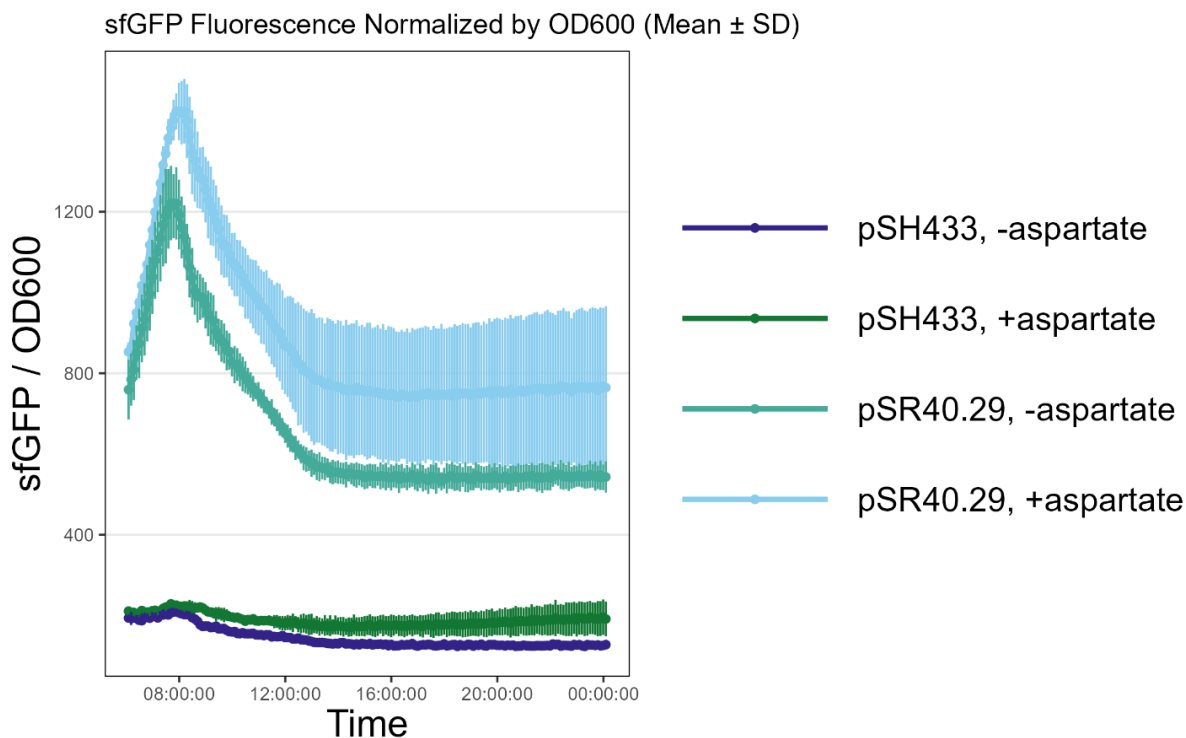 sfGFP Fluorescence Normalized by OD600 (Mean ± SD)
sfGFP / OD600
1200
800
400
08:00:00 12:00:00 16:00:00 20:00:00 00:00:00
Time
pSH433, -aspartate
pSH433, +aspartate
pSR40.29, -aspartate
pSR40.29, +aspartate